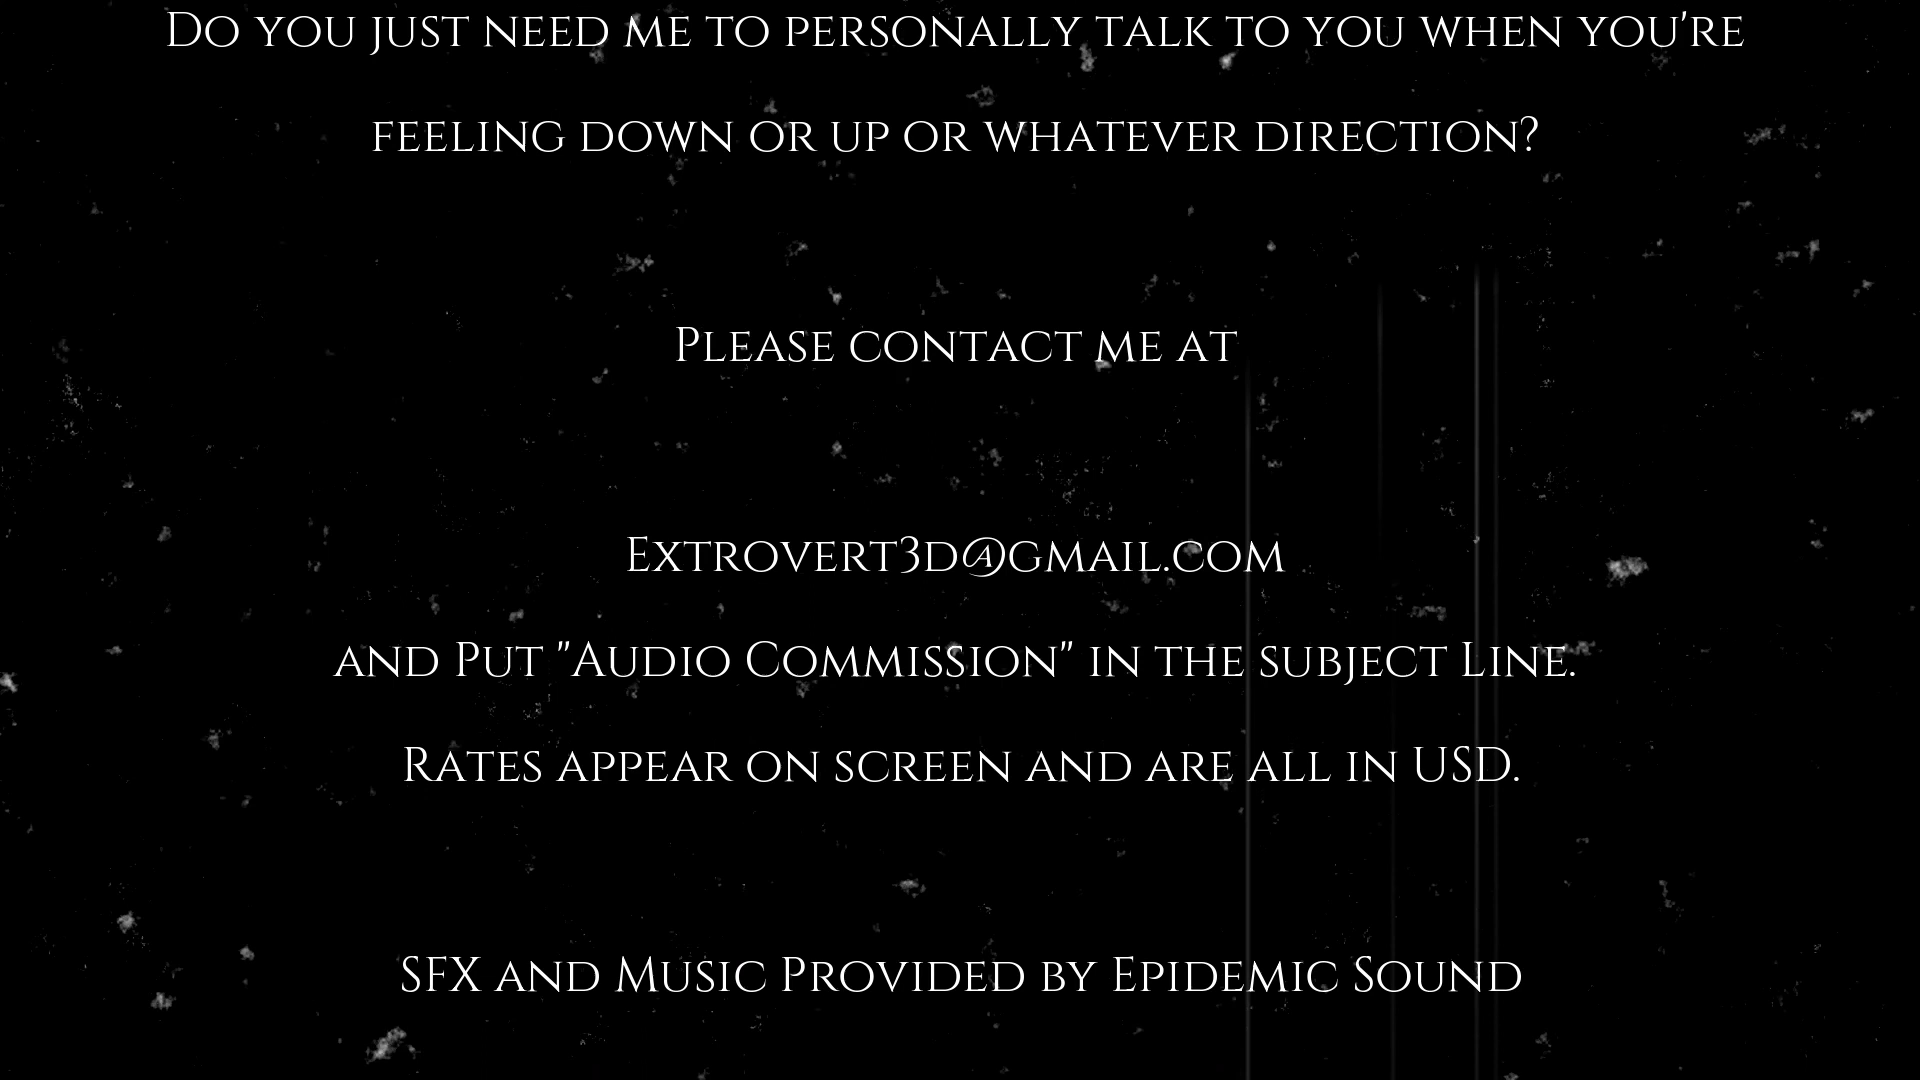 Do you just need me to personally talk to you when you're
feeling down or up or whatever direction?
Please contact me at
Extrovert3d@gmail.com
and Put "Audio Commission" in the subject Line.
Rates appear on screen and are all in USD.
SFX and Music Provided by Epidemic Sound